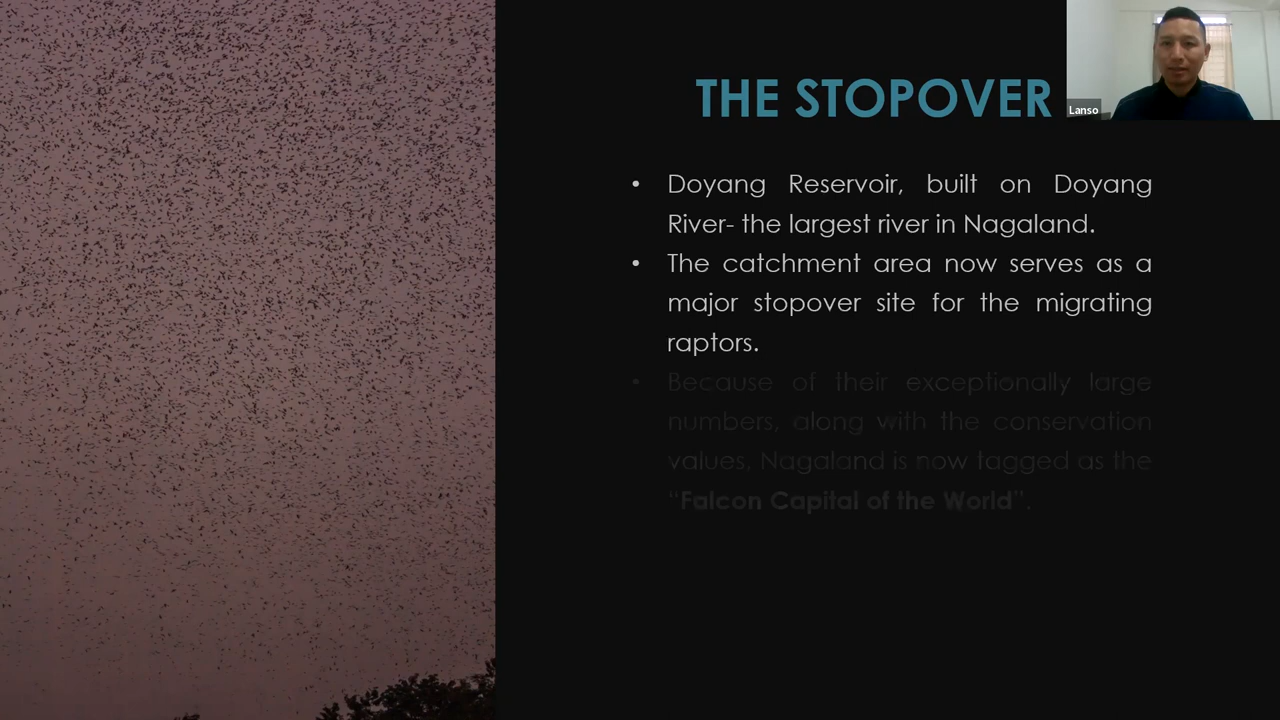 THE STOPOVER
Lanso
• Doyang Reservoir, built on Doyang
River- the largest river in Nagaland.
• The catchment area now serves as a
major stopover site for the migrating
raptors.
• Because of their exceptionally large
numbers, along with the conservation
values, Nagaland is now tagged as the
“Falcon Capital of the World”.